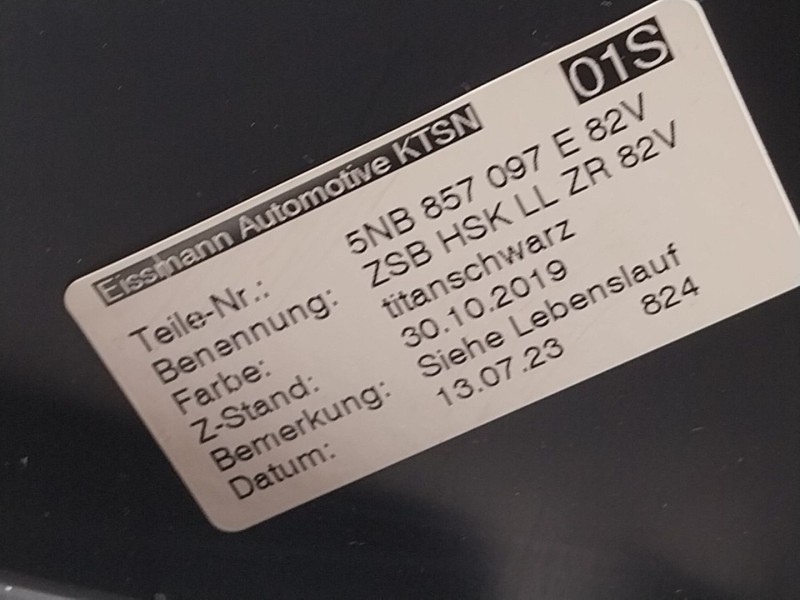 01S
Eissmann Automotive KTSN
Teile-Nr.: 5NB 857 097 E 82V
Benennung: ZSB HSK LL ZR 82V
Farbe: titanschwarz
Z-Stand: 30.10.2019
Bemerkung: Siehe Lebenslauf
Datum: 13.07.23 824